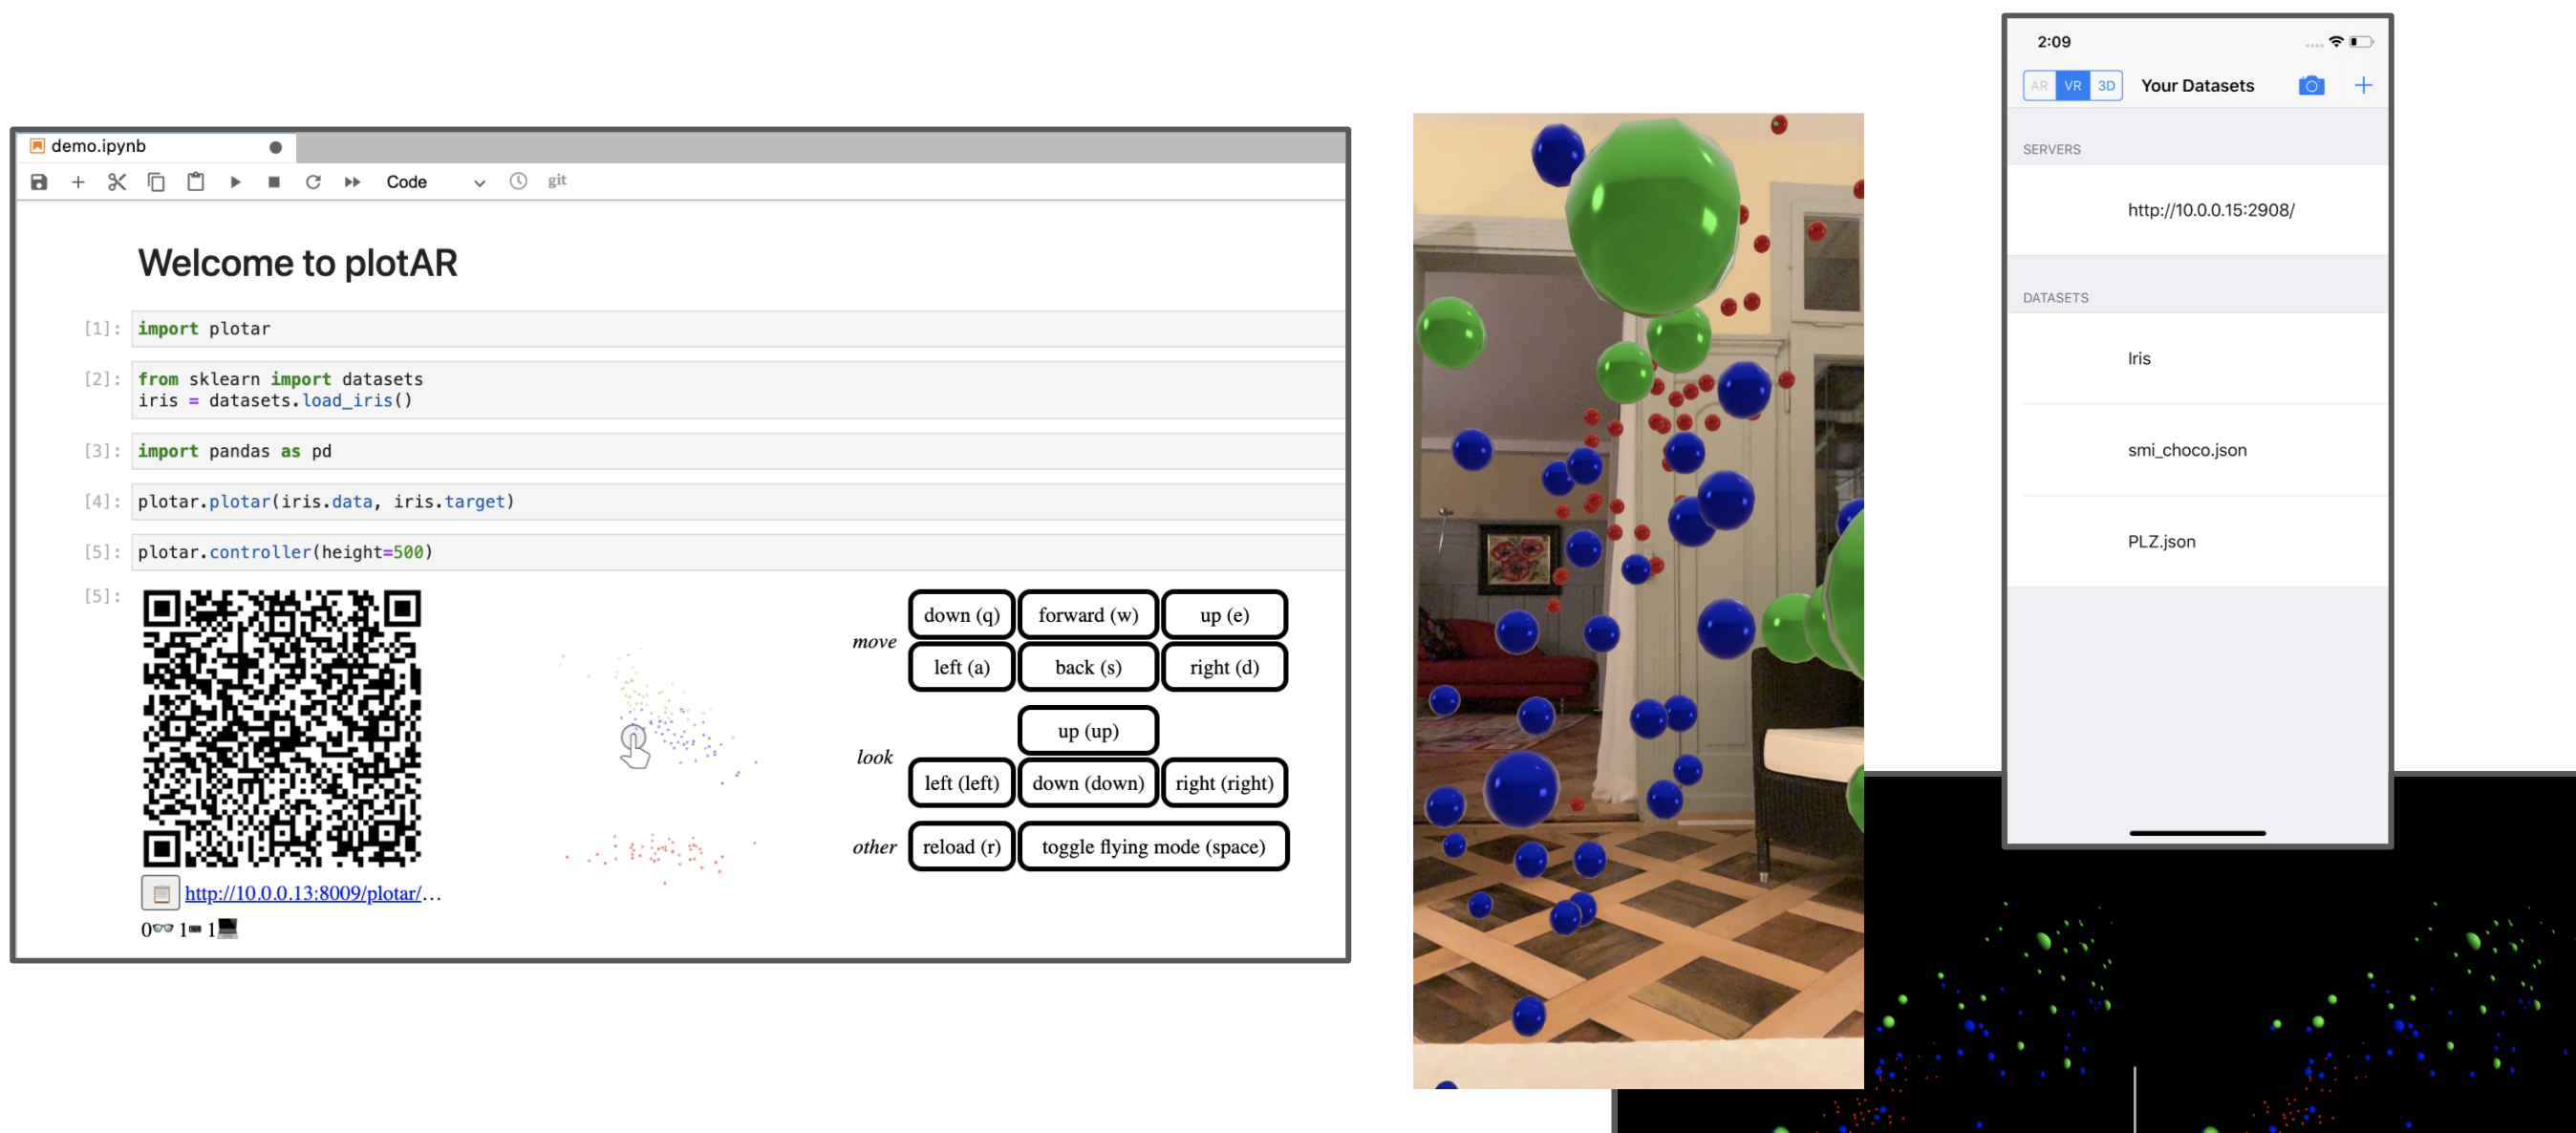 demo.ipynb
Code
git
Welcome to plotAR
[1]: import plotar
[2]: from sklearn import datasets
iris = datasets.load_iris()
[3]: import pandas as pd
[4]: plotar.plotar(iris.data, iris.target)
[5]: plotar.controller(height=500)
[5]:
move
down (q) forward (w) up (e)
left (a) back (s) right (d)
look
up (up)
left (left) down (down) right (right)
other
reload (r) toggle flying mode (space)
http://10.0.0.13:8009/plotar/…
0 1 1
2:09
AR VR 3D Your Datasets +
SERVERS
http://10.0.0.15:2908/
DATASETS
Iris
smi_choco.json
PLZ.json